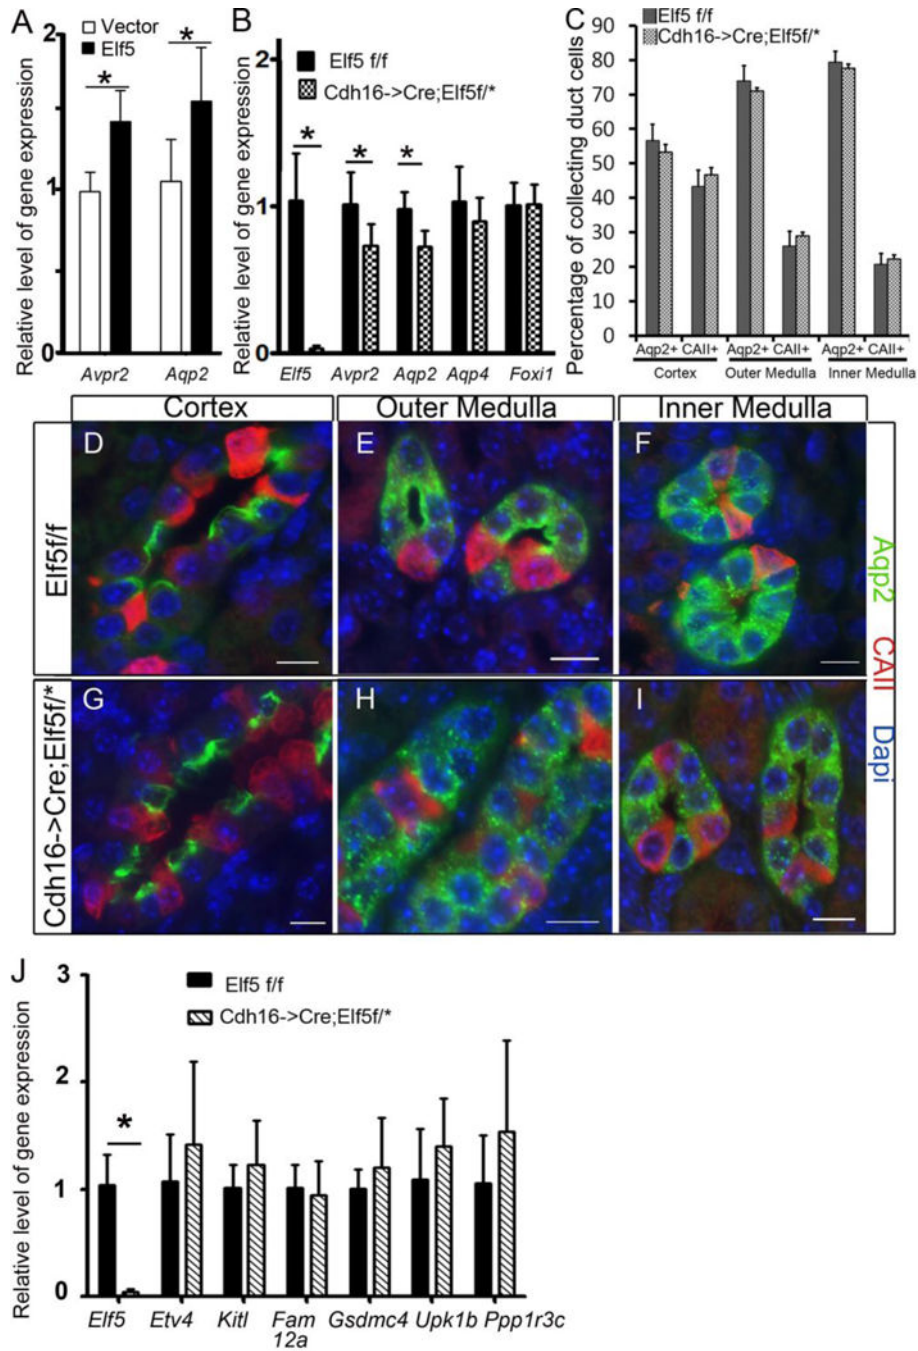 A
Relative level of gene expression
2
1
0
Vector
Elf5
*
*
Avpr2
Aqp2
B
Relative level of gene expression
2
1
0
Elf5 f/f
Cdh16->Cre;Elf5f/*
*
*
*
Elf5
Avpr2
Aqp2
Aqp4
Foxi1
C
Percentage of collecting duct cells
90
80
70
60
50
40
30
20
10
0
Elf5 f/f
Cdh16->Cre;Elf5f/*
Aqp2+ CAII+
Aqp2+ CAII+
Aqp2+ CAII+
Cortex
Outer Medulla
Inner Medulla
Cortex
Outer Medulla
Inner Medulla
Elf5f/f
D
E
F
Cdh16->Cre;Elf5f/*
G
H
I
Aqp2 CAII Dapi
J
Relative level of gene expression
3
2
1
0
Elf5 f/f
Cdh16->Cre;Elf5f/*
*
Elf5
Etv4
Kitl
Fam
12a
Gsdmc4
Upk1b
Ppp1r3c